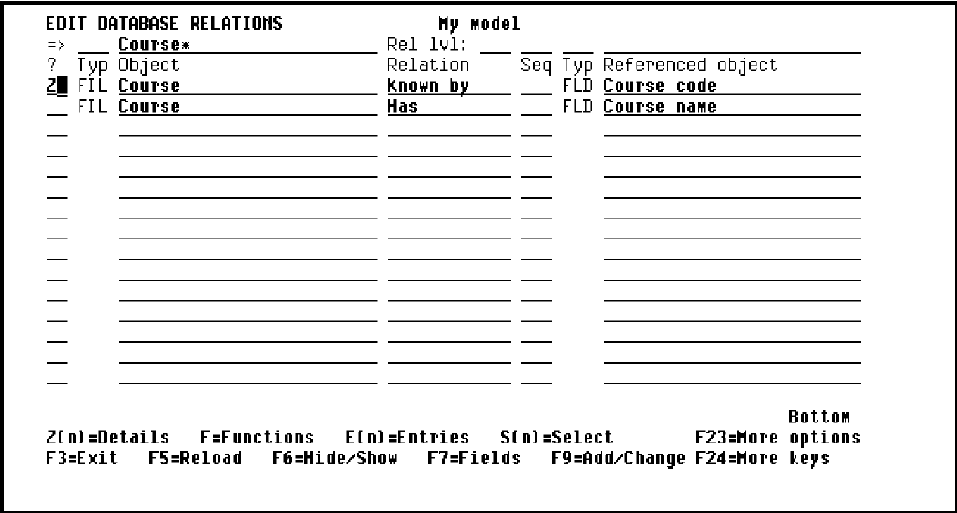 EDIT DATABASE RELATIONS My model
=> Course* Rel lvl:
? Typ Object Relation Seq Typ Referenced object
Z FIL Course Known by FLD Course code
FIL Course Has FLD Course name
Bottom
Z(n)=Details F=Functions E(n)=Entries S(n)=Select F23=More options
F3=Exit F5=Reload F6=Hide/Show F7=Fields F9=Add/Change F24=More keys